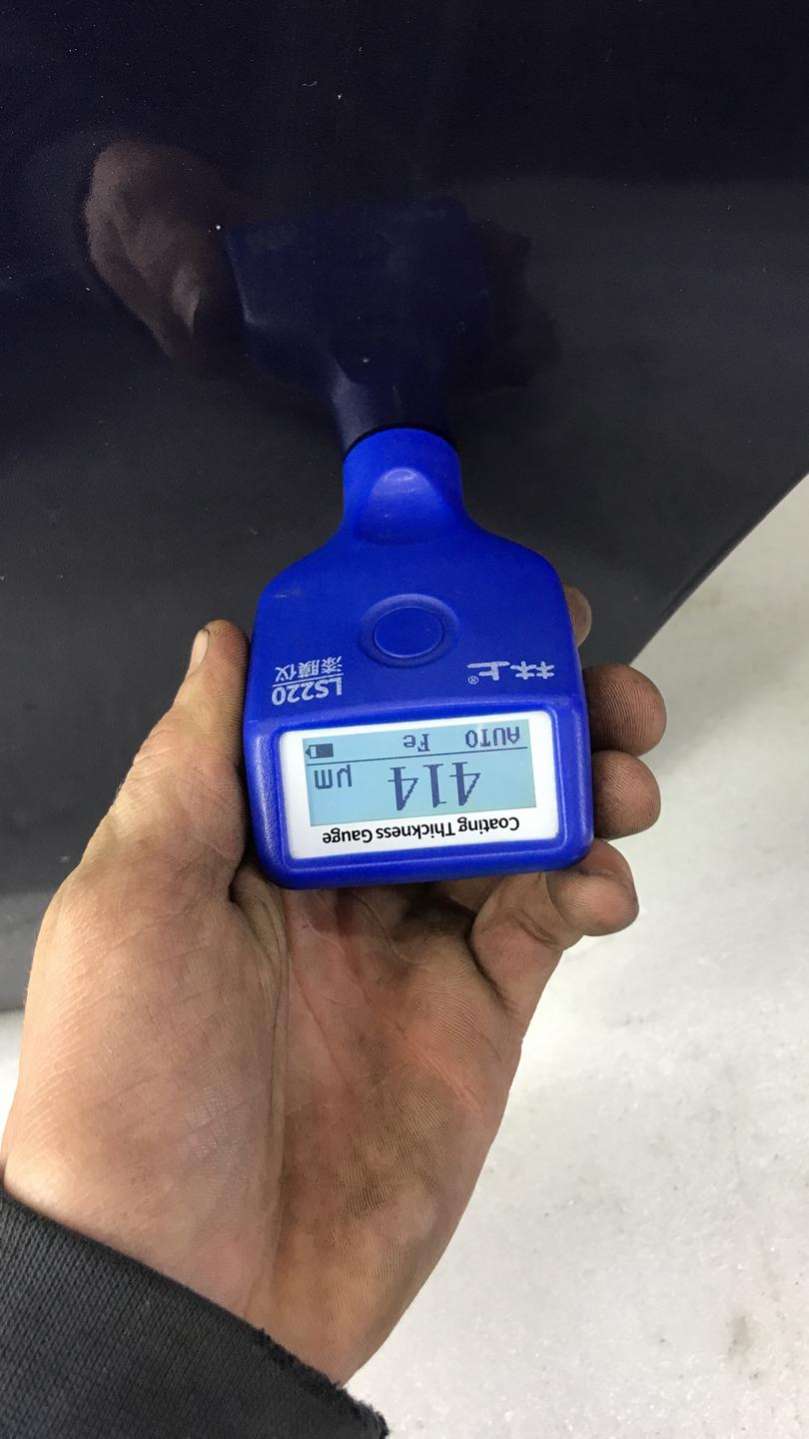 Coating Thickness Gauge
414 μm
AUTO Fe
林上® LS220
漆膜仪